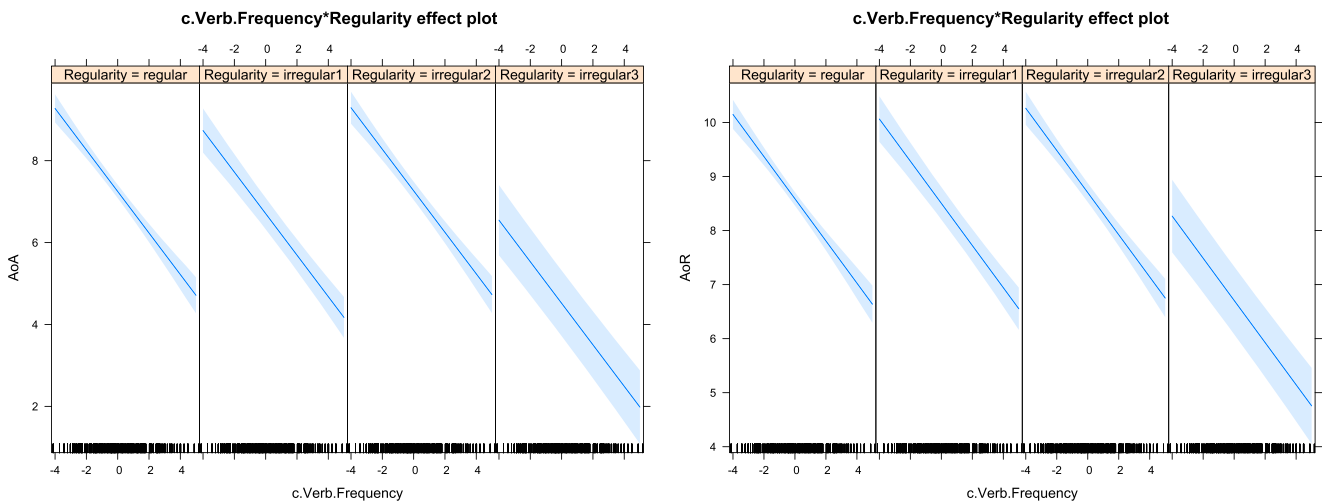 c.Verb.Frequency*Regularity effect plot
-4 -2 0 2 4 -4 -2 0 2 4
Regularity = regular Regularity = irregular1 Regularity = irregular2 Regularity = irregular3
AoA
8
6
4
2
-4 -2 0 2 4 -4 -2 0 2 4
c.Verb.Frequency
c.Verb.Frequency*Regularity effect plot
-4 -2 0 2 4 -4 -2 0 2 4
Regularity = regular Regularity = irregular1 Regularity = irregular2 Regularity = irregular3
AoR
10
9
8
7
6
5
4
-4 -2 0 2 4 -4 -2 0 2 4
c.Verb.Frequency